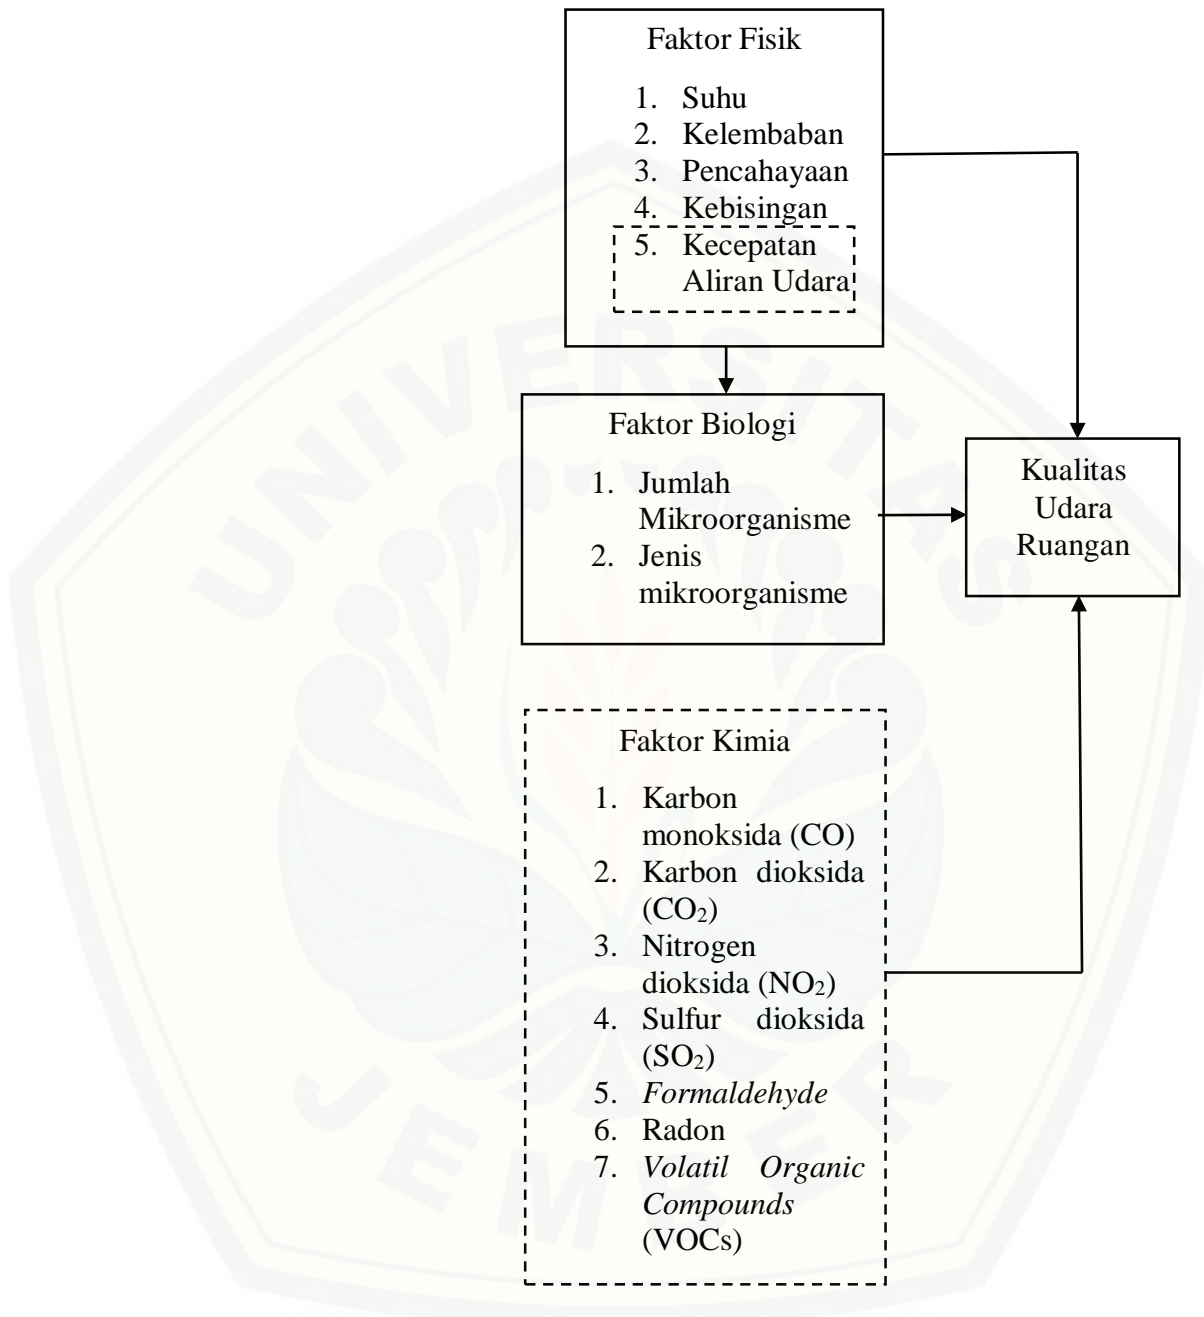 Faktor Fisik
1. Suhu
2. Kelembaban
3. Pencahayaan
4. Kebisingan
5. Kecepatan
Aliran Udara
Faktor Biologi
1. Jumlah
Mikroorganisme
2. Jenis
mikroorganisme
Kualitas
Udara
Ruangan
Faktor Kimia
1. Karbon
monoksida (CO)
2. Karbon dioksida
(CO₂)
3. Nitrogen
dioksida (NO₂)
4. Sulfur dioksida
(SO₂)
5. Formaldehyde
6. Radon
7. Volatil Organic
Compounds
(VOCs)
UNIVERSITAS
JEMBER